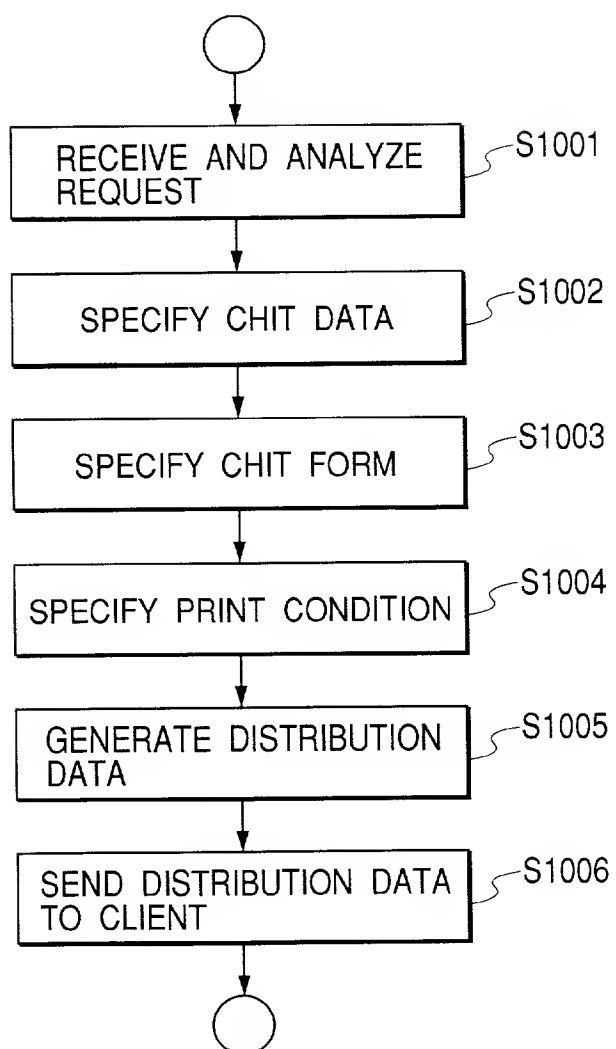 RECEIVE AND ANALYZE
REQUEST
S1001
SPECIFY CHIT DATA
S1002
SPECIFY CHIT FORM
S1003
SPECIFY PRINT CONDITION
S1004
GENERATE DISTRIBUTION
DATA
S1005
SEND DISTRIBUTION DATA
TO CLIENT
S1006